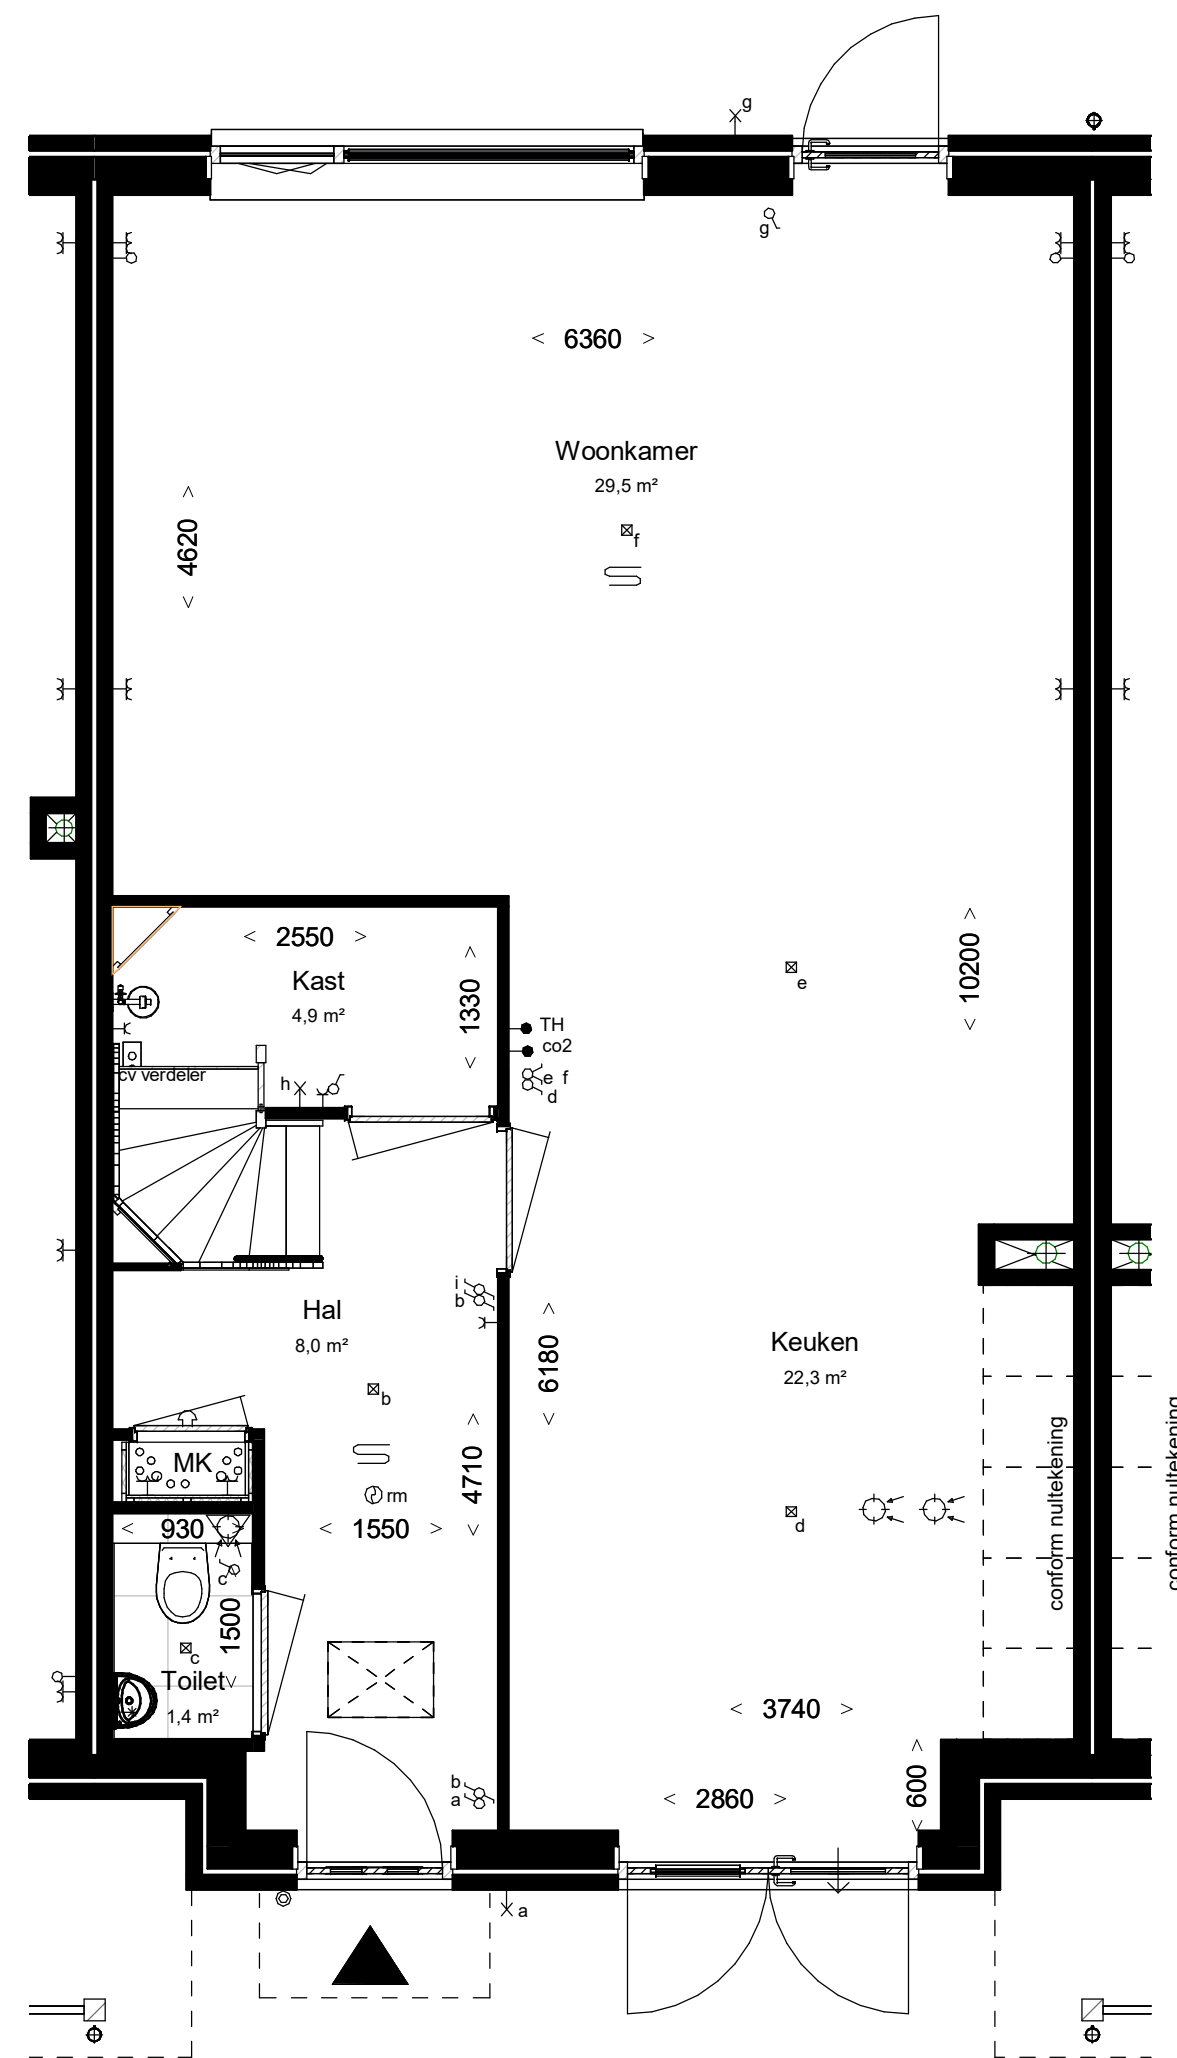 g
g
< 6360 >
Woonkamer
29,5 m²
f
< 4620 >
< 2550 >
Kast
4,9 m²
< 1330 >
< 10200 >
e
TH
co2
e f
d
cv verdeler
h
i
b
Hal
8,0 m²
< 6180 >
Keuken
22,3 m²
b
MK
< 4710 >
rm
< 930
< 1550 >
d
conform nultekening
conform nultekening
c
1500
c
Toilet
1,4 m²
< 3740 >
< 600 >
b
a
< 2860 >
a